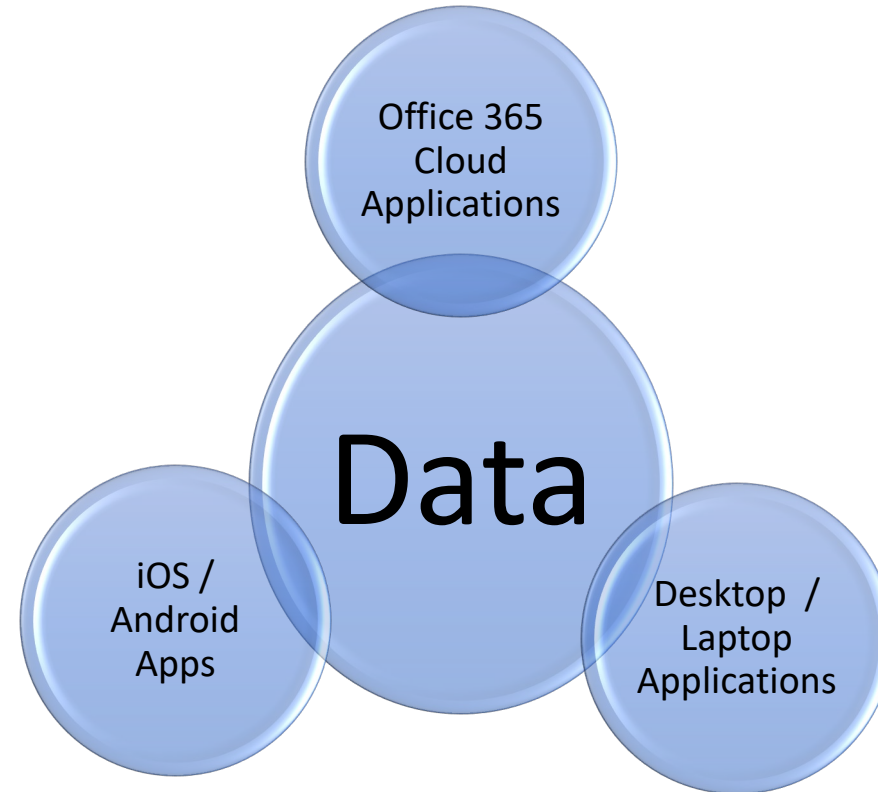 Office 365
Cloud
Applications
Data
iOS /
Android
Apps
Desktop  /
Laptop
Applications